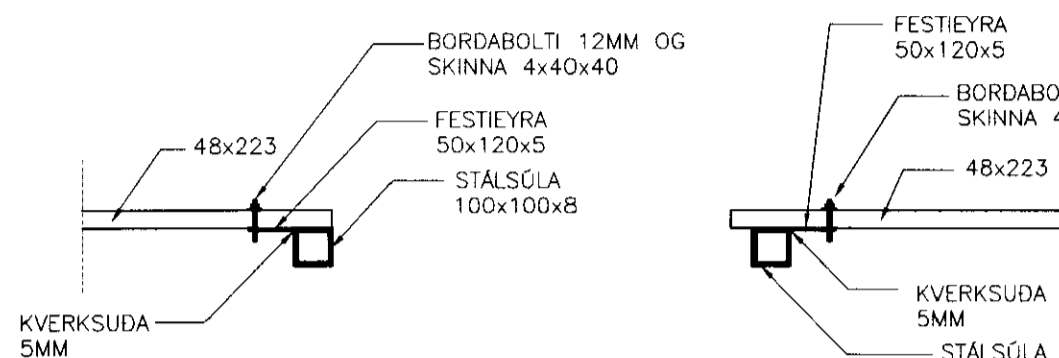 BORDABOLTI 12MM OG
SKINNA 4x40x40
FESTIEYRA
50x120x5
48x223
STÁLSÚLA
100x100x8
KVERKSUÐA
5MM
FESTIEYRA
50x120x5
BORDABO
SKINNA 4
48x223
KVERKSUÐA
5MM
STÁLSÚLA